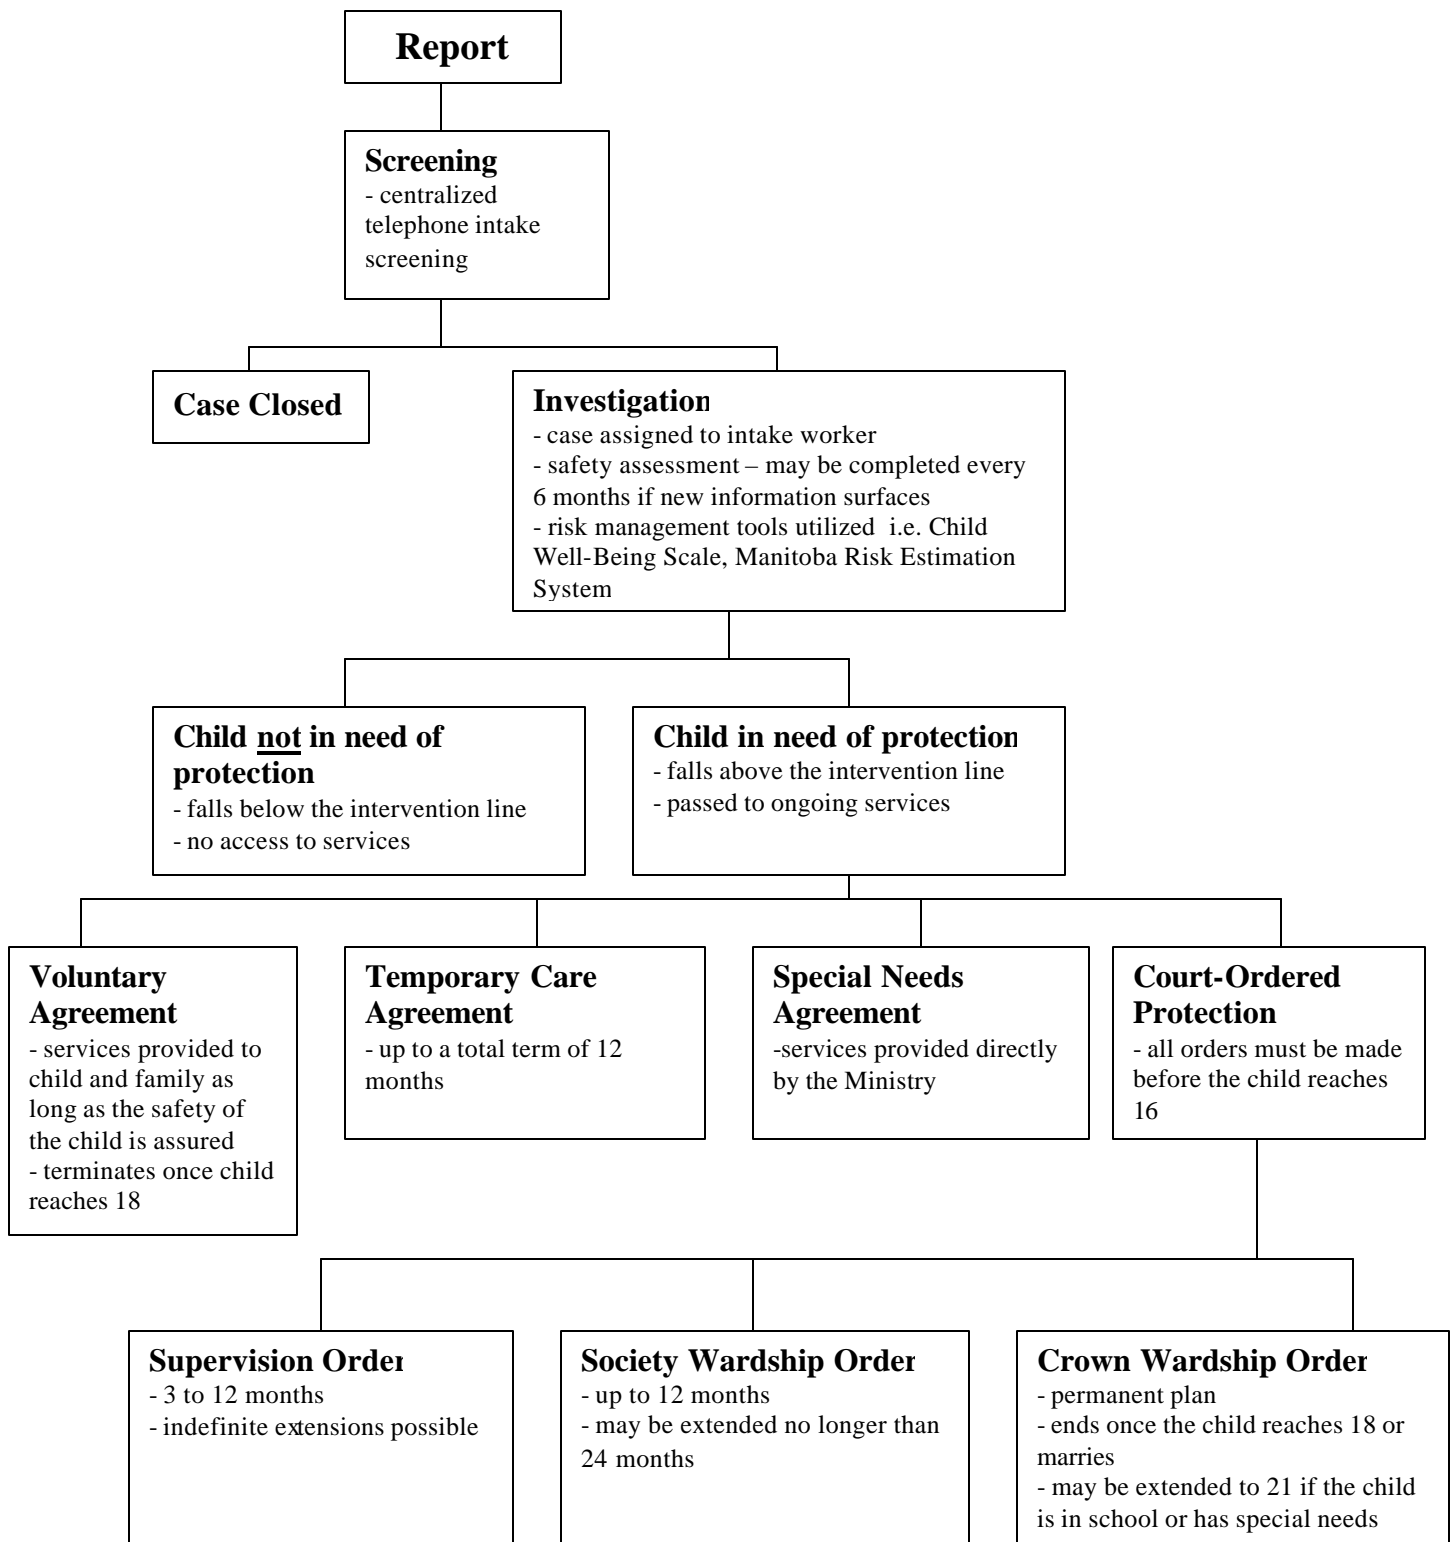 Report
Screening
- centralized
telephone intake
screening
Case Closed
Investigation
- case assigned to intake worker
- safety assessment – may be completed every
6 months if new information surfaces
- risk management tools utilized  i.e. Child
Well-Being Scale, Manitoba Risk Estimation
System
Child not in need of
protection
- falls below the intervention line
- no access to services
Child in need of protection
- falls above the intervention line
- passed to ongoing services
Voluntary
Agreement
- services provided to
child and family as
long as the safety of
the child is assured
- terminates once child
reaches 18
Temporary Care
Agreement
- up to a total term of 12
months
Special Needs
Agreement
-services provided directly
by the Ministry
Court-Ordered
Protection
- all orders must be made
before the child reaches
16
Supervision Order
- 3 to 12 months
- indefinite extensions possible
Society Wardship Order
- up to 12 months
- may be extended no longer than
24 months
Crown Wardship Order
- permanent plan
- ends once the child reaches 18 or
marries
- may be extended to 21 if the child
is in school or has special needs